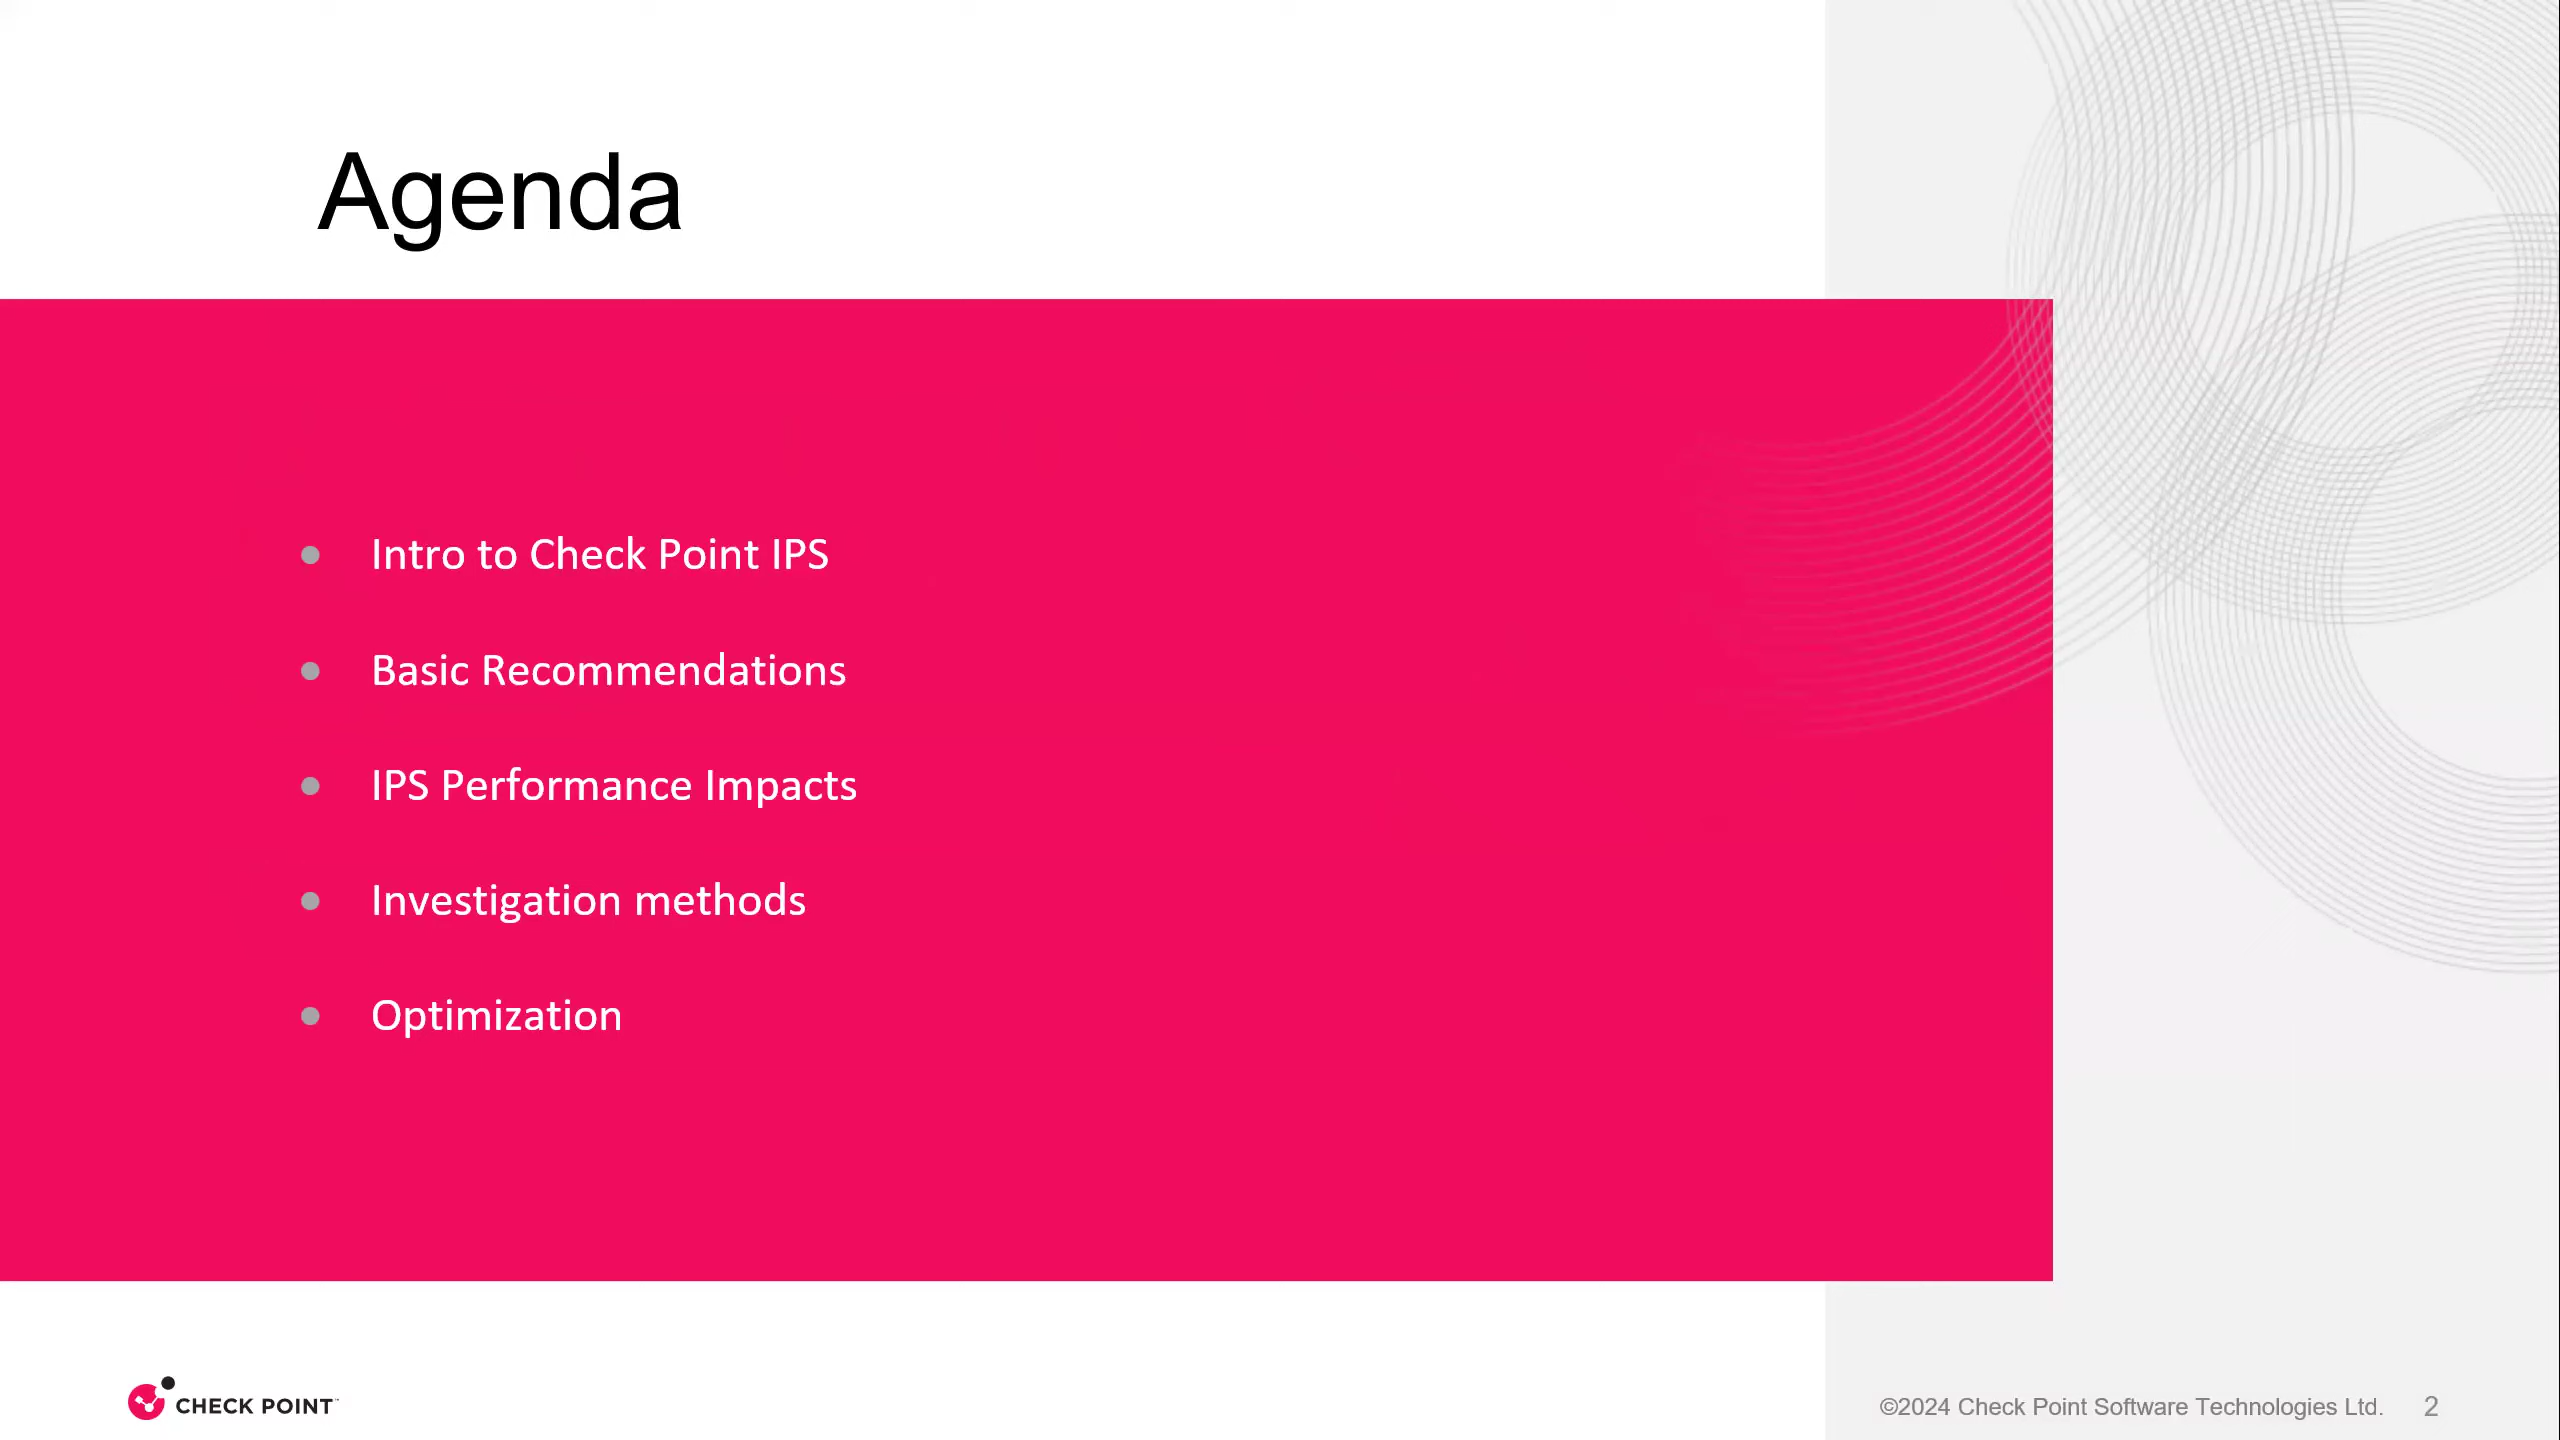 Agenda
Intro to Check Point IPS
Basic Recommendations
IPS Performance Impacts
Investigation methods
Optimization
CHECK POINT™
©2024 Check Point Software Technologies Ltd. 2